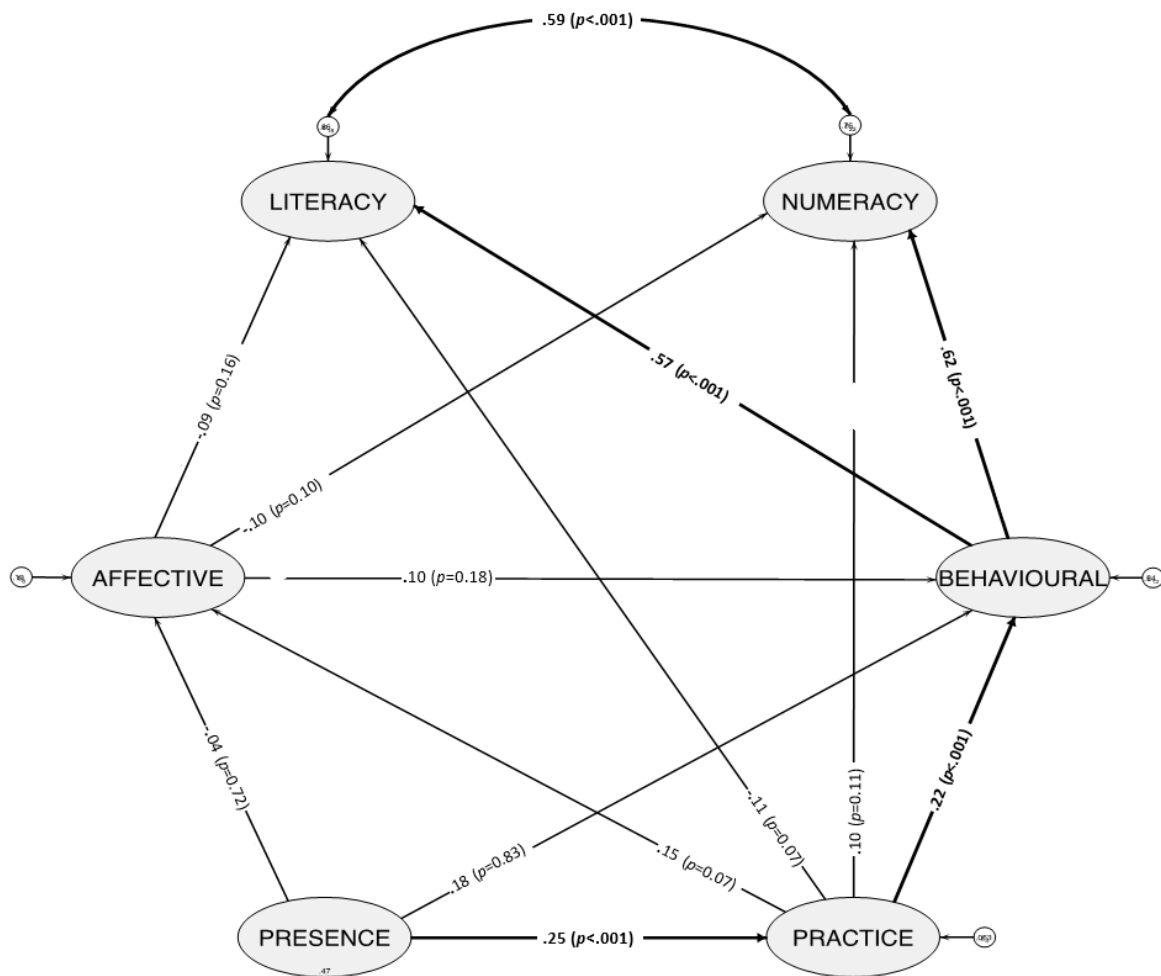 .59 (p<.001)
LITERACY
NUMERACY
.57 (p<.001)
.62 (p<.001)
-.09 (p=0.16)
-.10 (p=0.10)
AFFECTIVE
.10 (p=0.18)
BEHAVIOURAL
-.04 (p=0.72)
.18 (p=0.83)
.15 (p=0.07)
-.11 (p=0.07)
.10 (p=0.11)
.22 (p<.001)
PRESENCE
.47
.25 (p<.001)
PRACTICE